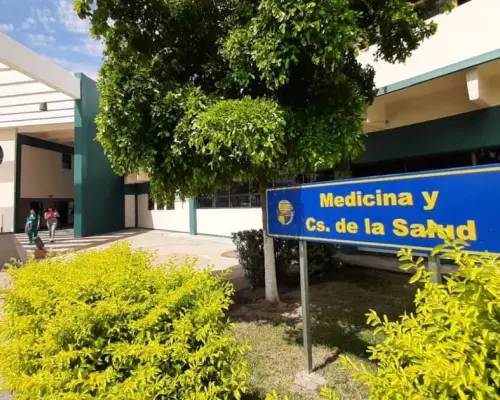 Medicina y
Cs. de la Salud